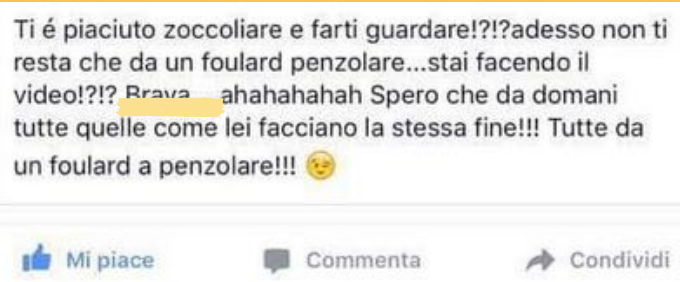 Ti é piaciuto zoccoliare e farti guardare!?!?adesso non ti
resta che da un foulard penzolare...stai facendo il
video!?!? Brava ahahahahah Spero che da domani
tutte quelle come lei facciano la stessa fine!!! Tutte da
un foulard a penzolare!!! 😉
Mi piace
Commenta
Condividi